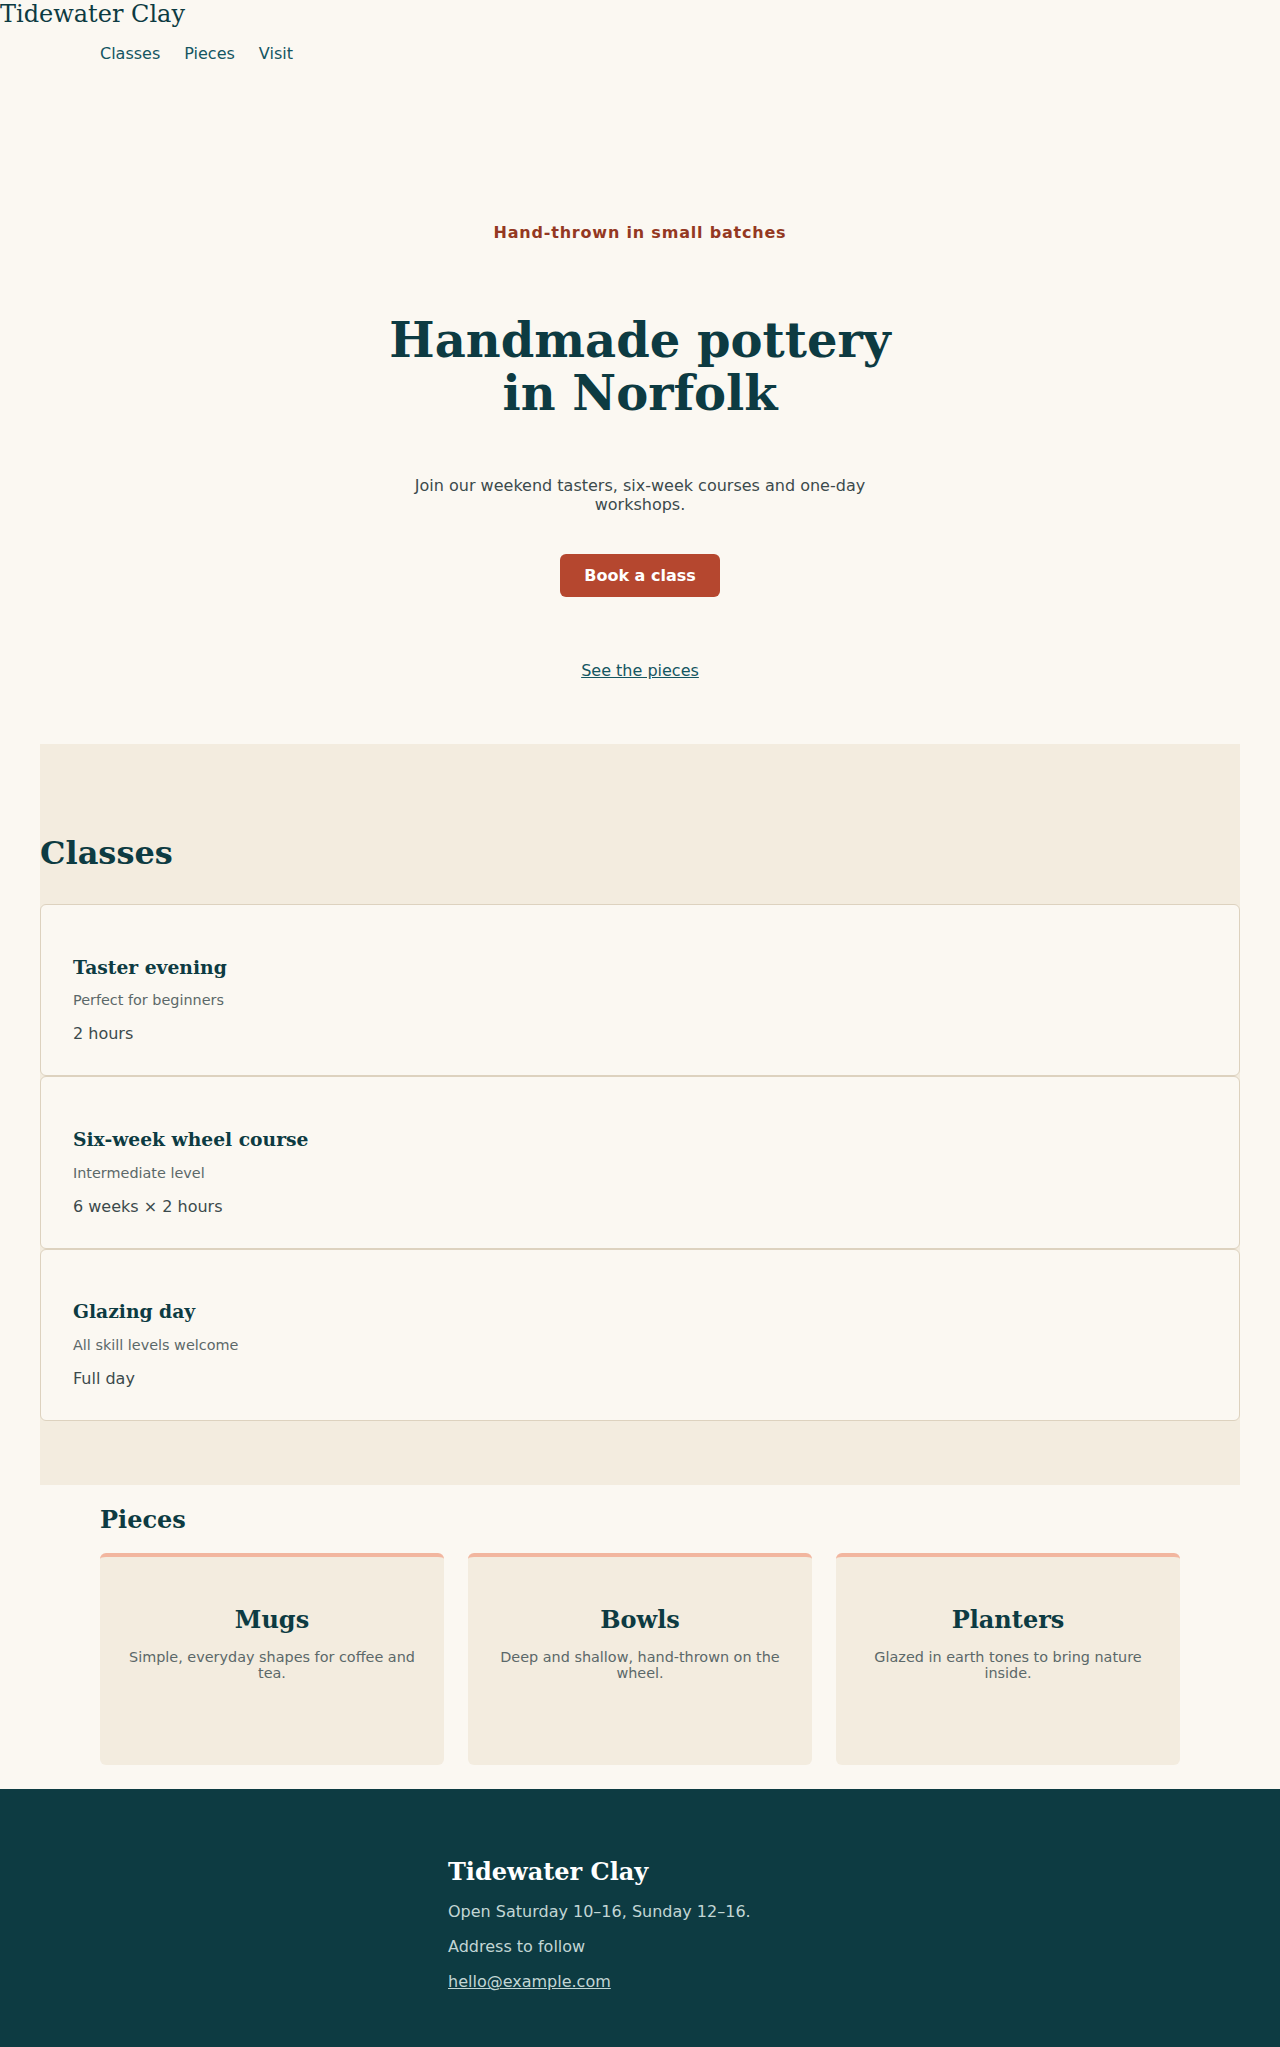 Tidewater Clay
Classes Pieces Visit
Hand-thrown in small batches
Handmade pottery
in Norfolk
Join our weekend tasters, six-week courses and one-day
workshops.
Book a class
See the pieces
Classes
Taster evening
Perfect for beginners
2 hours
Six-week wheel course
Intermediate level
6 weeks × 2 hours
Glazing day
All skill levels welcome
Full day
Pieces
Mugs
Simple, everyday shapes for coffee and
tea.
Bowls
Deep and shallow, hand-thrown on the
wheel.
Planters
Glazed in earth tones to bring nature
inside.
Tidewater Clay
Open Saturday 10–16, Sunday 12–16.
Address to follow
hello@example.com